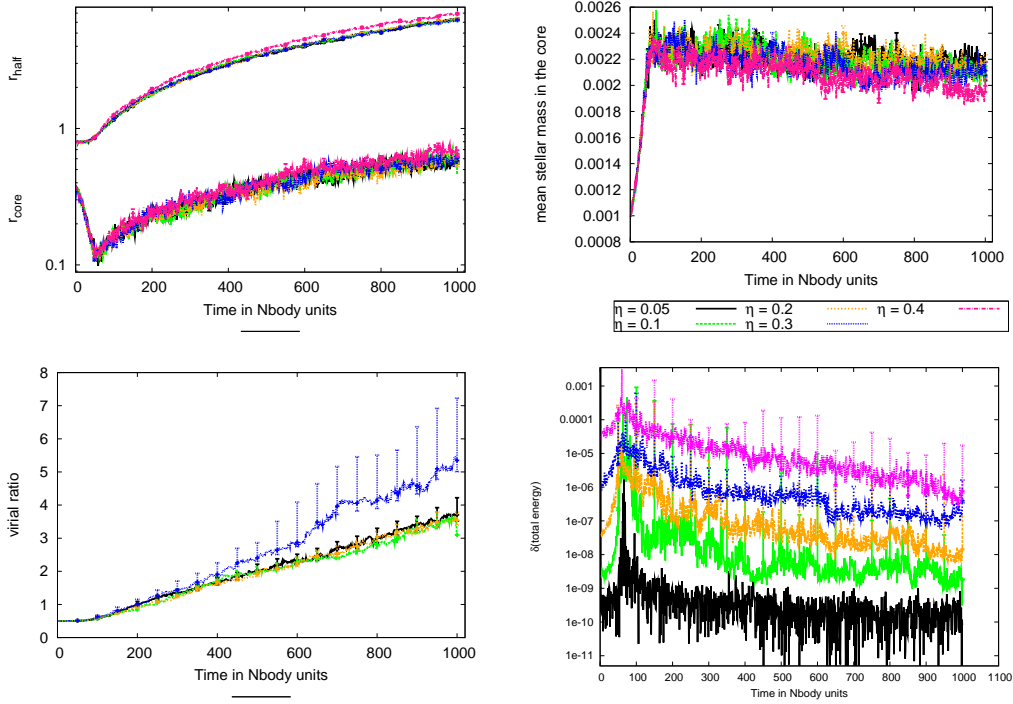 r_half
1
r_core
0.1
0 200 400 600 800 1000
Time in Nbody units
mean stellar mass in the core
0.0026
0.0024
0.0022
0.002
0.0018
0.0016
0.0014
0.0012
0.001
0.0008
0 200 400 600 800 1000
Time in Nbody units
η = 0.05 η = 0.2 η = 0.4
η = 0.1 η = 0.3
virial ratio
8
7
6
5
4
3
2
1
0
0 200 400 600 800 1000
Time in Nbody units
δ(total energy)
0.001
0.0001
1e-05
1e-06
1e-07
1e-08
1e-09
1e-10
1e-11
0 100 200 300 400 500 600 700 800 900 1000 1100
Time in Nbody units